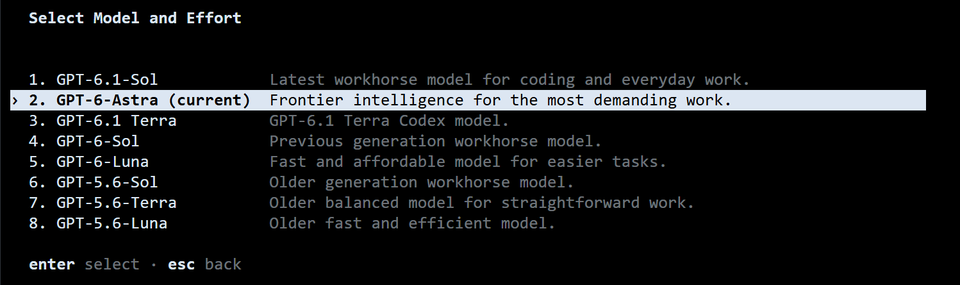 Select Model and Effort
1. GPT-6.1-Sol Latest workhorse model for coding and everyday work.
› 2. GPT-6-Astra (current) Frontier intelligence for the most demanding work.
3. GPT-6.1 Terra GPT-6.1 Terra Codex model.
4. GPT-6-Sol Previous generation workhorse model.
5. GPT-6-Luna Fast and affordable model for easier tasks.
6. GPT-5.6-Sol Older generation workhorse model.
7. GPT-5.6-Terra Older balanced model for straightforward work.
8. GPT-5.6-Luna Older fast and efficient model.
enter select · esc back